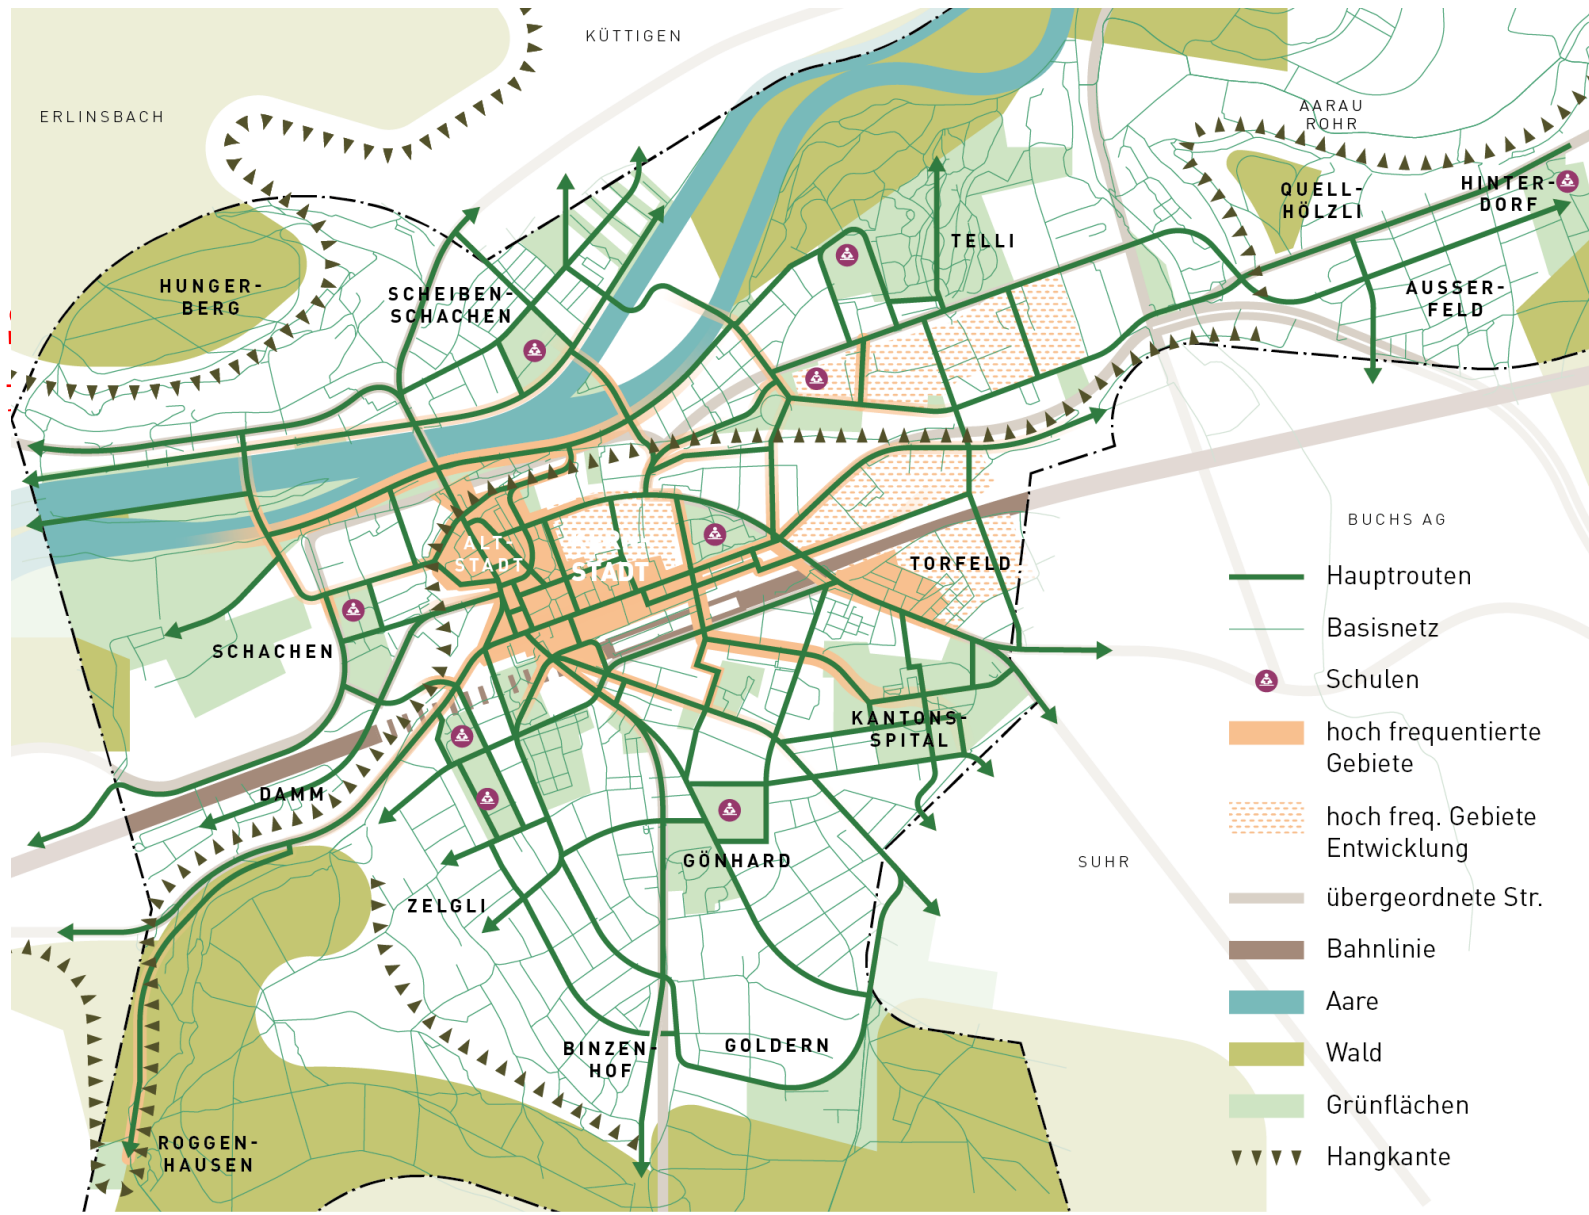 KÜTTIGEN
ERLINSBACH
AARAU
ROHR
QUELL-
HÖLZLI
HINTER-
DORF
TELLI
HUNGER-
BERG
SCHEIBEN-
SCHACHEN
AUSSER-
FELD
ALT-
STADT
STADT
TORFELD
BUCHS AG
SCHACHEN
KANTONS-
SPITAL
DAMM
GÖNHARD
SUHR
ZELGLI
BINZEN-
HOF
GOLDERN
ROGGEN-
HAUSEN
Hauptrouten
Basisnetz
Schulen
hoch frequentierte
Gebiete
hoch freq. Gebiete
Entwicklung
übergeordnete Str.
Bahnlinie
Aare
Wald
Grünflächen
Hangkante